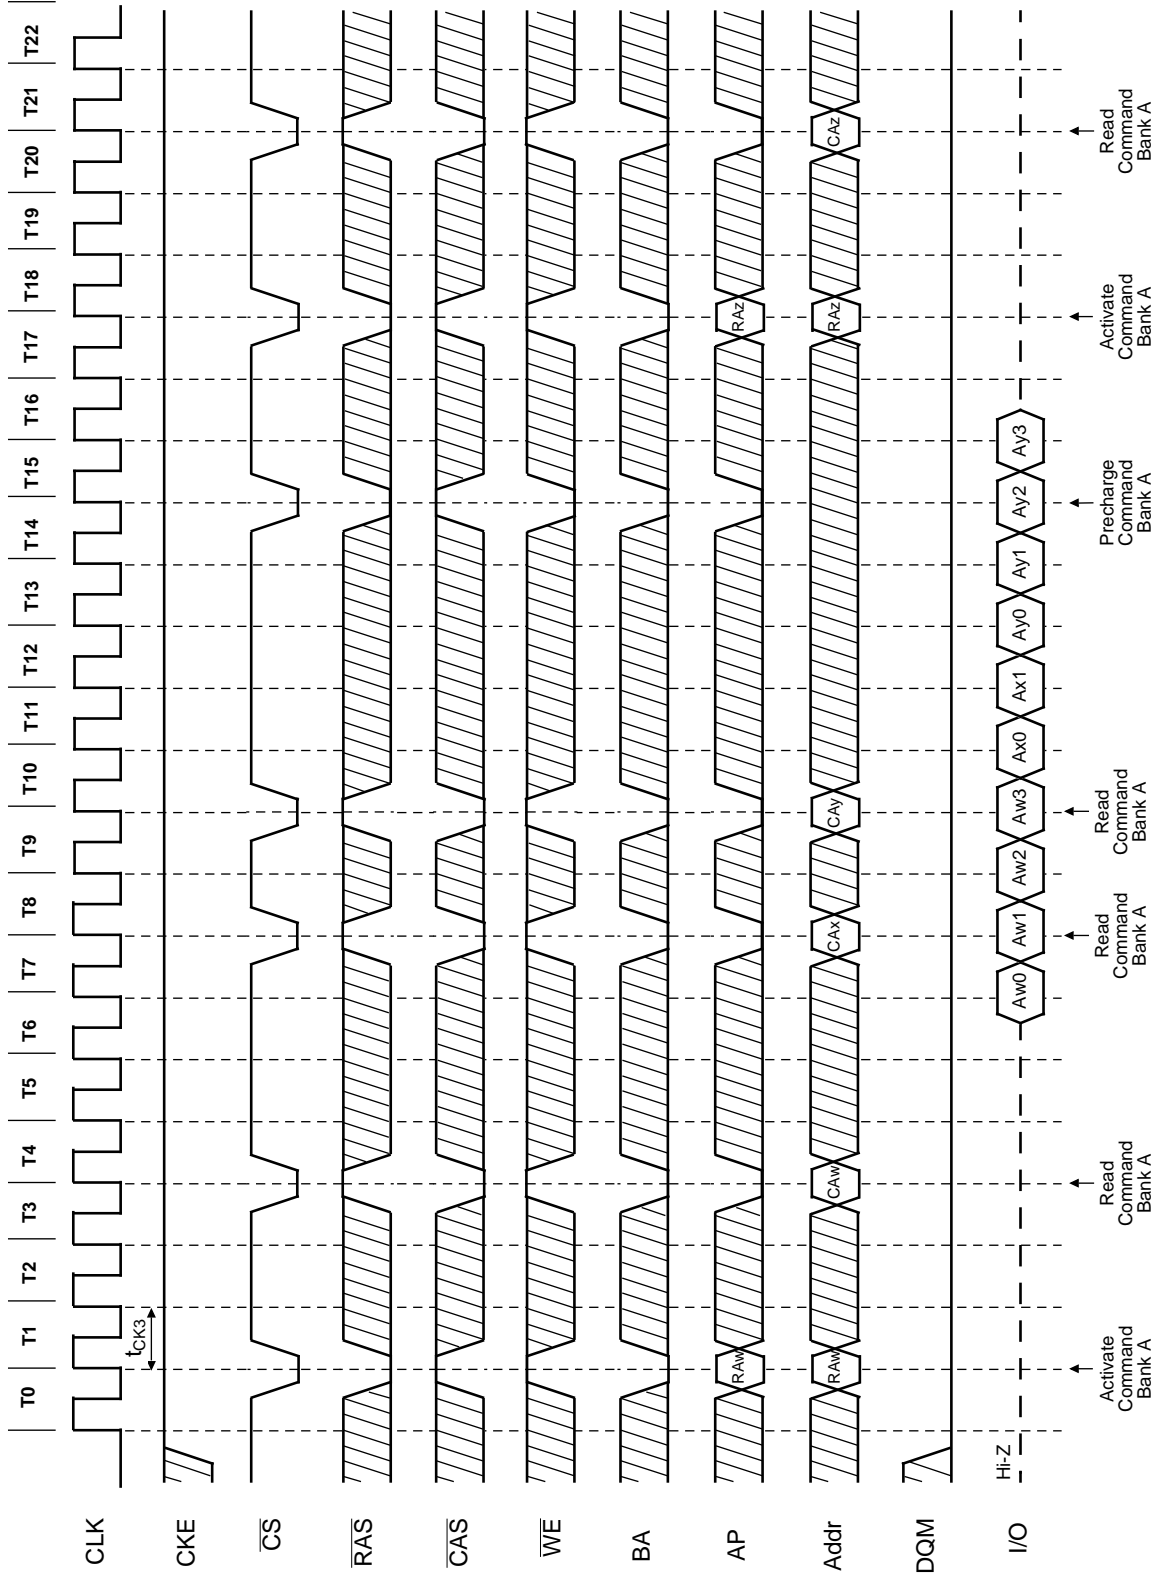 T0 T1 T2 T3 T4 T5 T6 T7 T8 T9 T10 T11 T12 T13 T14 T15 T16 T17 T18 T19 T20 T21 T22
CLK
tCK3
CKE
CS
RAS
CAS
WE
BA
AP
RAw RAz
Addr
RAw CAw CAx CAy RAz CAz
DQM
I/O
Hi-Z
Aw0 Aw1 Aw2 Aw3 Ax0 Ax1 Ay0 Ay1 Ay2 Ay3
Activate
Command
Bank A
Read
Command
Bank A
Read
Command
Bank A
Read
Command
Bank A
Precharge
Command
Bank A
Activate
Command
Bank A
Read
Command
Bank A